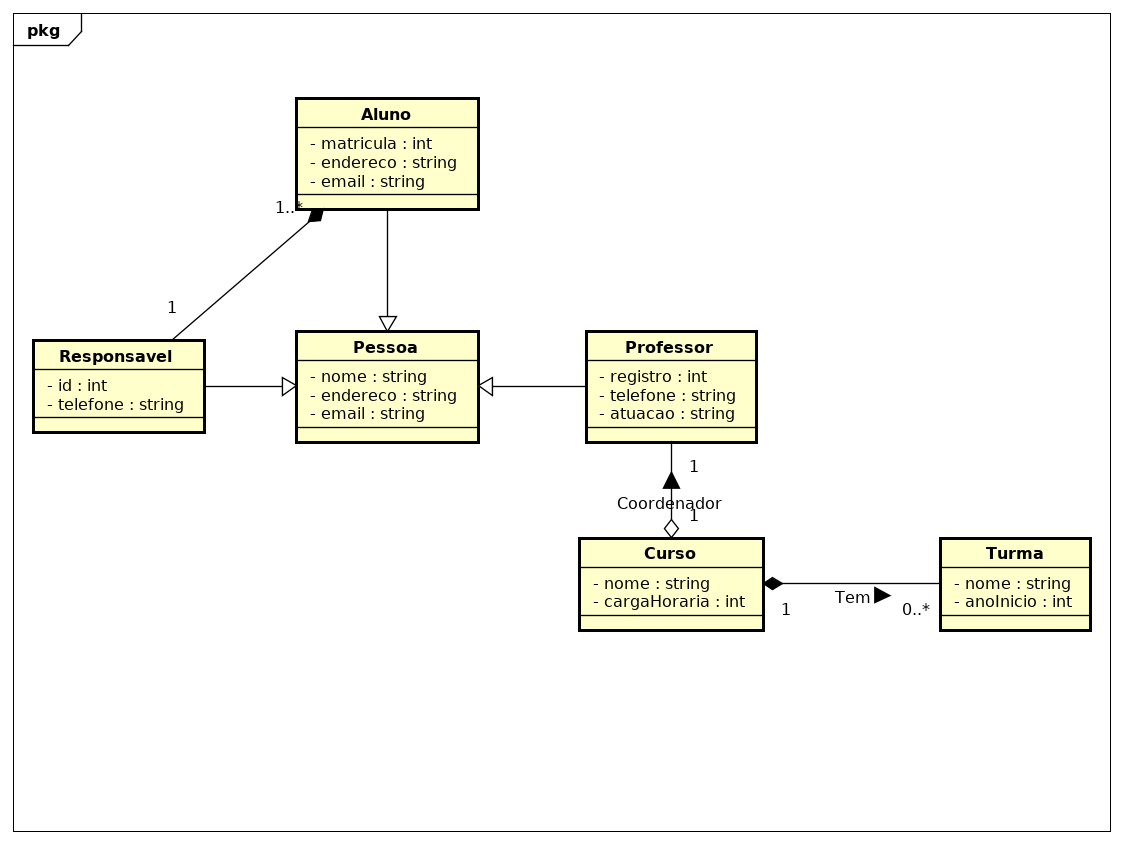 pkg
Aluno
- matricula : int
- endereco : string
- email : string
1..*
1
Responsavel
- id : int
- telefone : string
Pessoa
- nome : string
- endereco : string
- email : string
Professor
- registro : int
- telefone : string
- atuacao : string
1
Coordenador
1
Curso
- nome : string
- cargaHoraria : int
1
Tem
0..*
Turma
- nome : string
- anoInicio : int